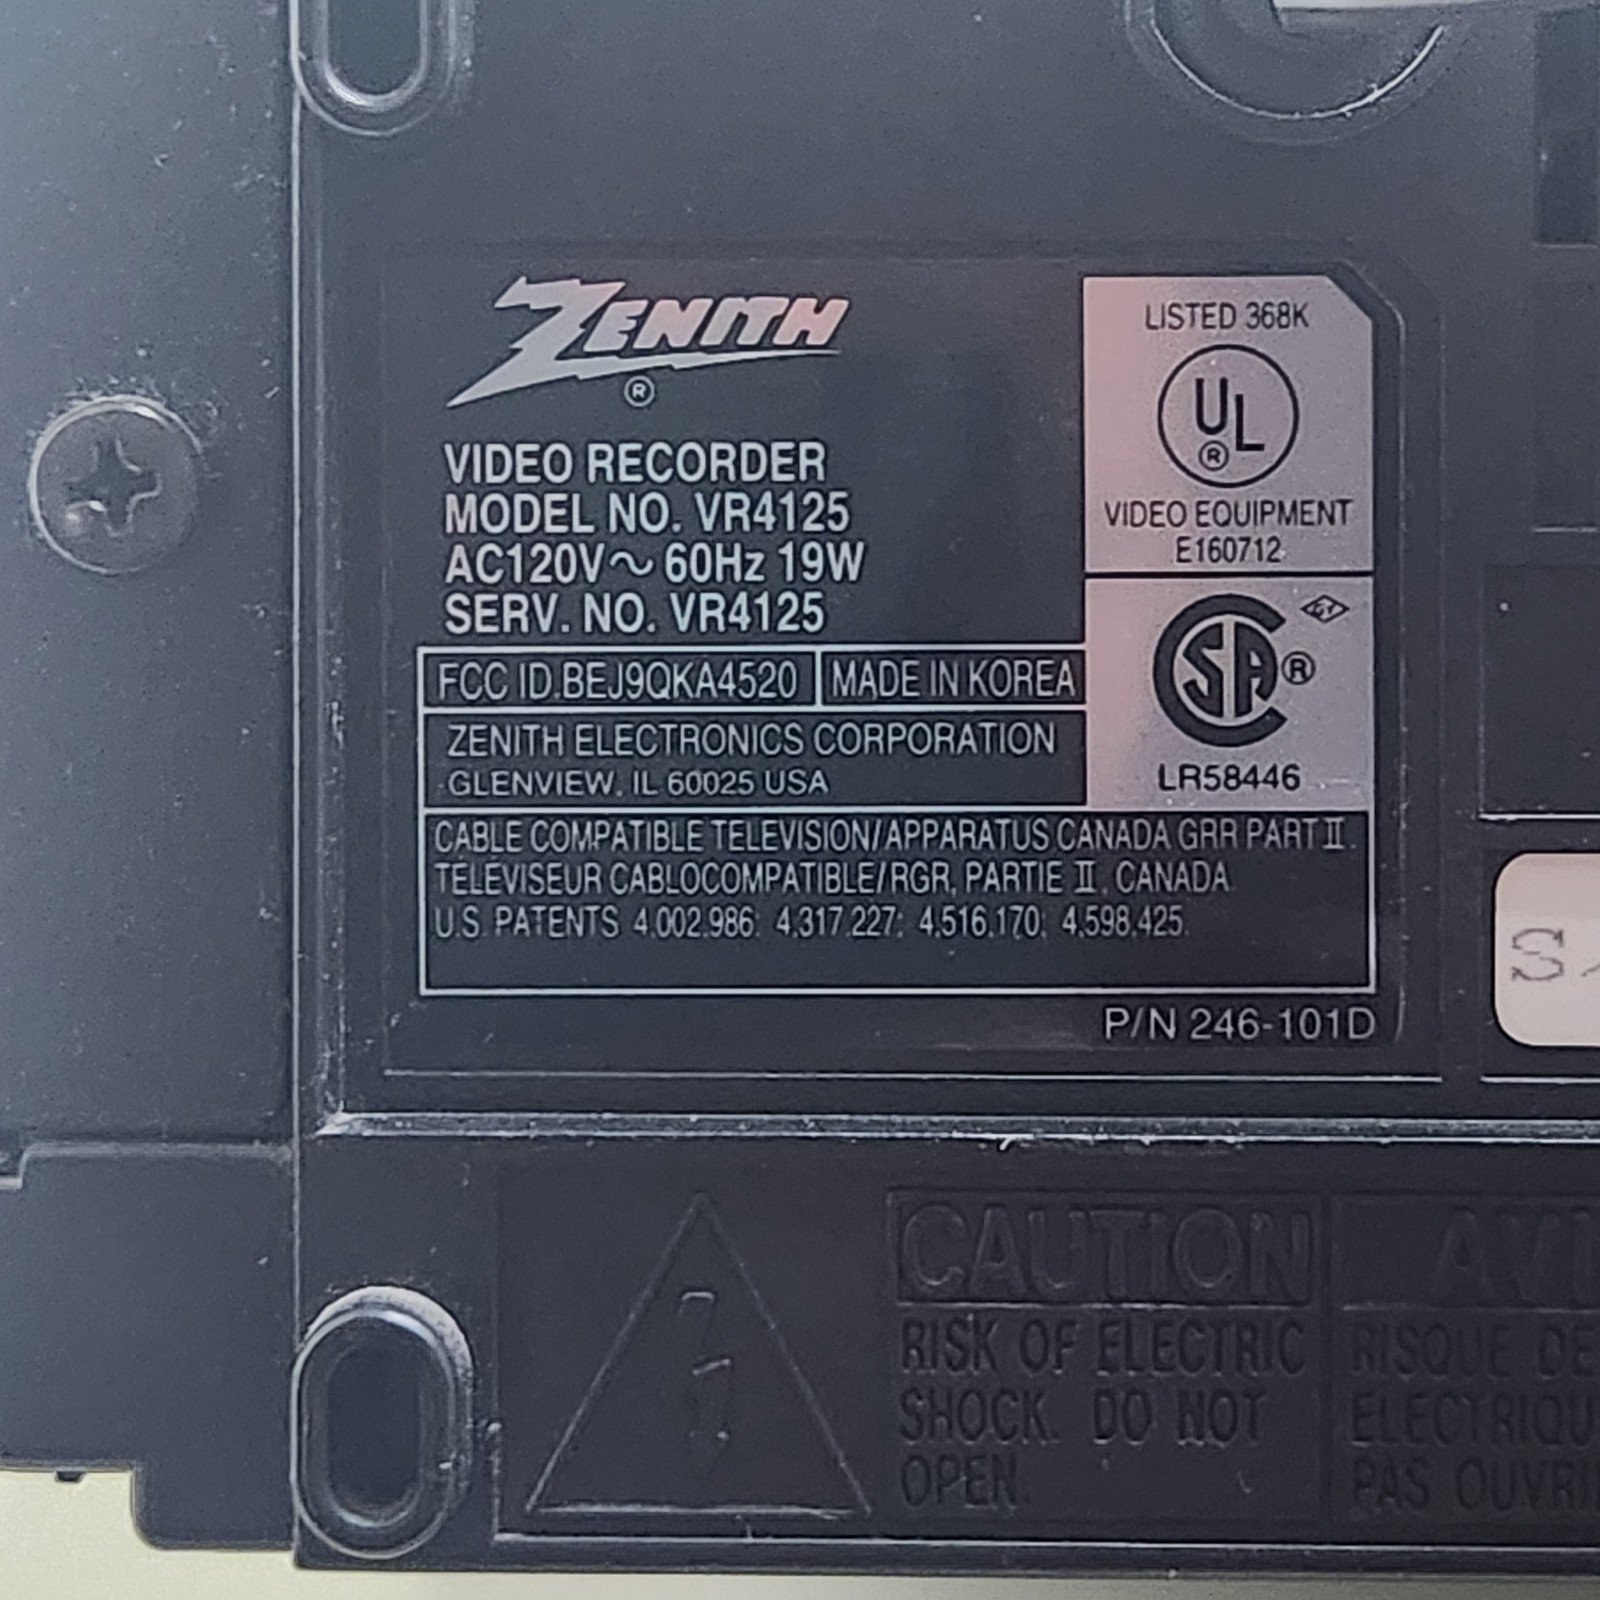 ZENITH
®
VIDEO RECORDER
MODEL NO. VR4125
AC120V～ 60Hz 19W
SERV. NO. VR4125
LISTED 368K
UL
®
VIDEO EQUIPMENT
E160712
FCC ID.BEJ9QKA4520
MADE IN KOREA
ZENITH ELECTRONICS CORPORATION
GLENVIEW, IL 60025 USA
CSA ®
LR58446
CABLE COMPATIBLE TELEVISION/APPARATUS CANADA GRR PART II.
TÉLÉVISEUR CABLOCOMPATIBLE/RGR, PARTIE II, CANADA.
U.S. PATENTS 4,002,986; 4,317,227; 4,516,170; 4,598,425.
P/N 246-101D
CAUTION
RISK OF ELECTRIC
SHOCK. DO NOT
OPEN.
RISQUE DE
PAS